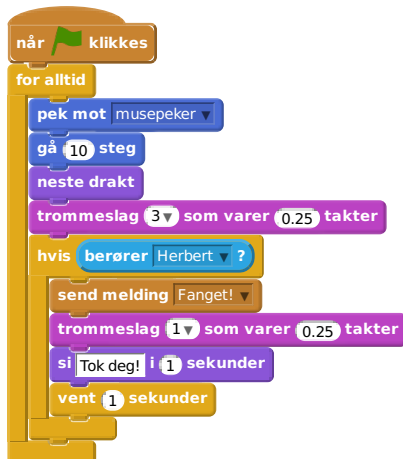 når klikkes
for alltid
pek mot musepeker
gå 10 steg
neste drakt
trommeslag 3 som varer 0.25 takter
hvis berører Herbert ?
send melding Fanget!
trommeslag 1 som varer 0.25 takter
si Tok deg! i 1 sekunder
vent 1 sekunder